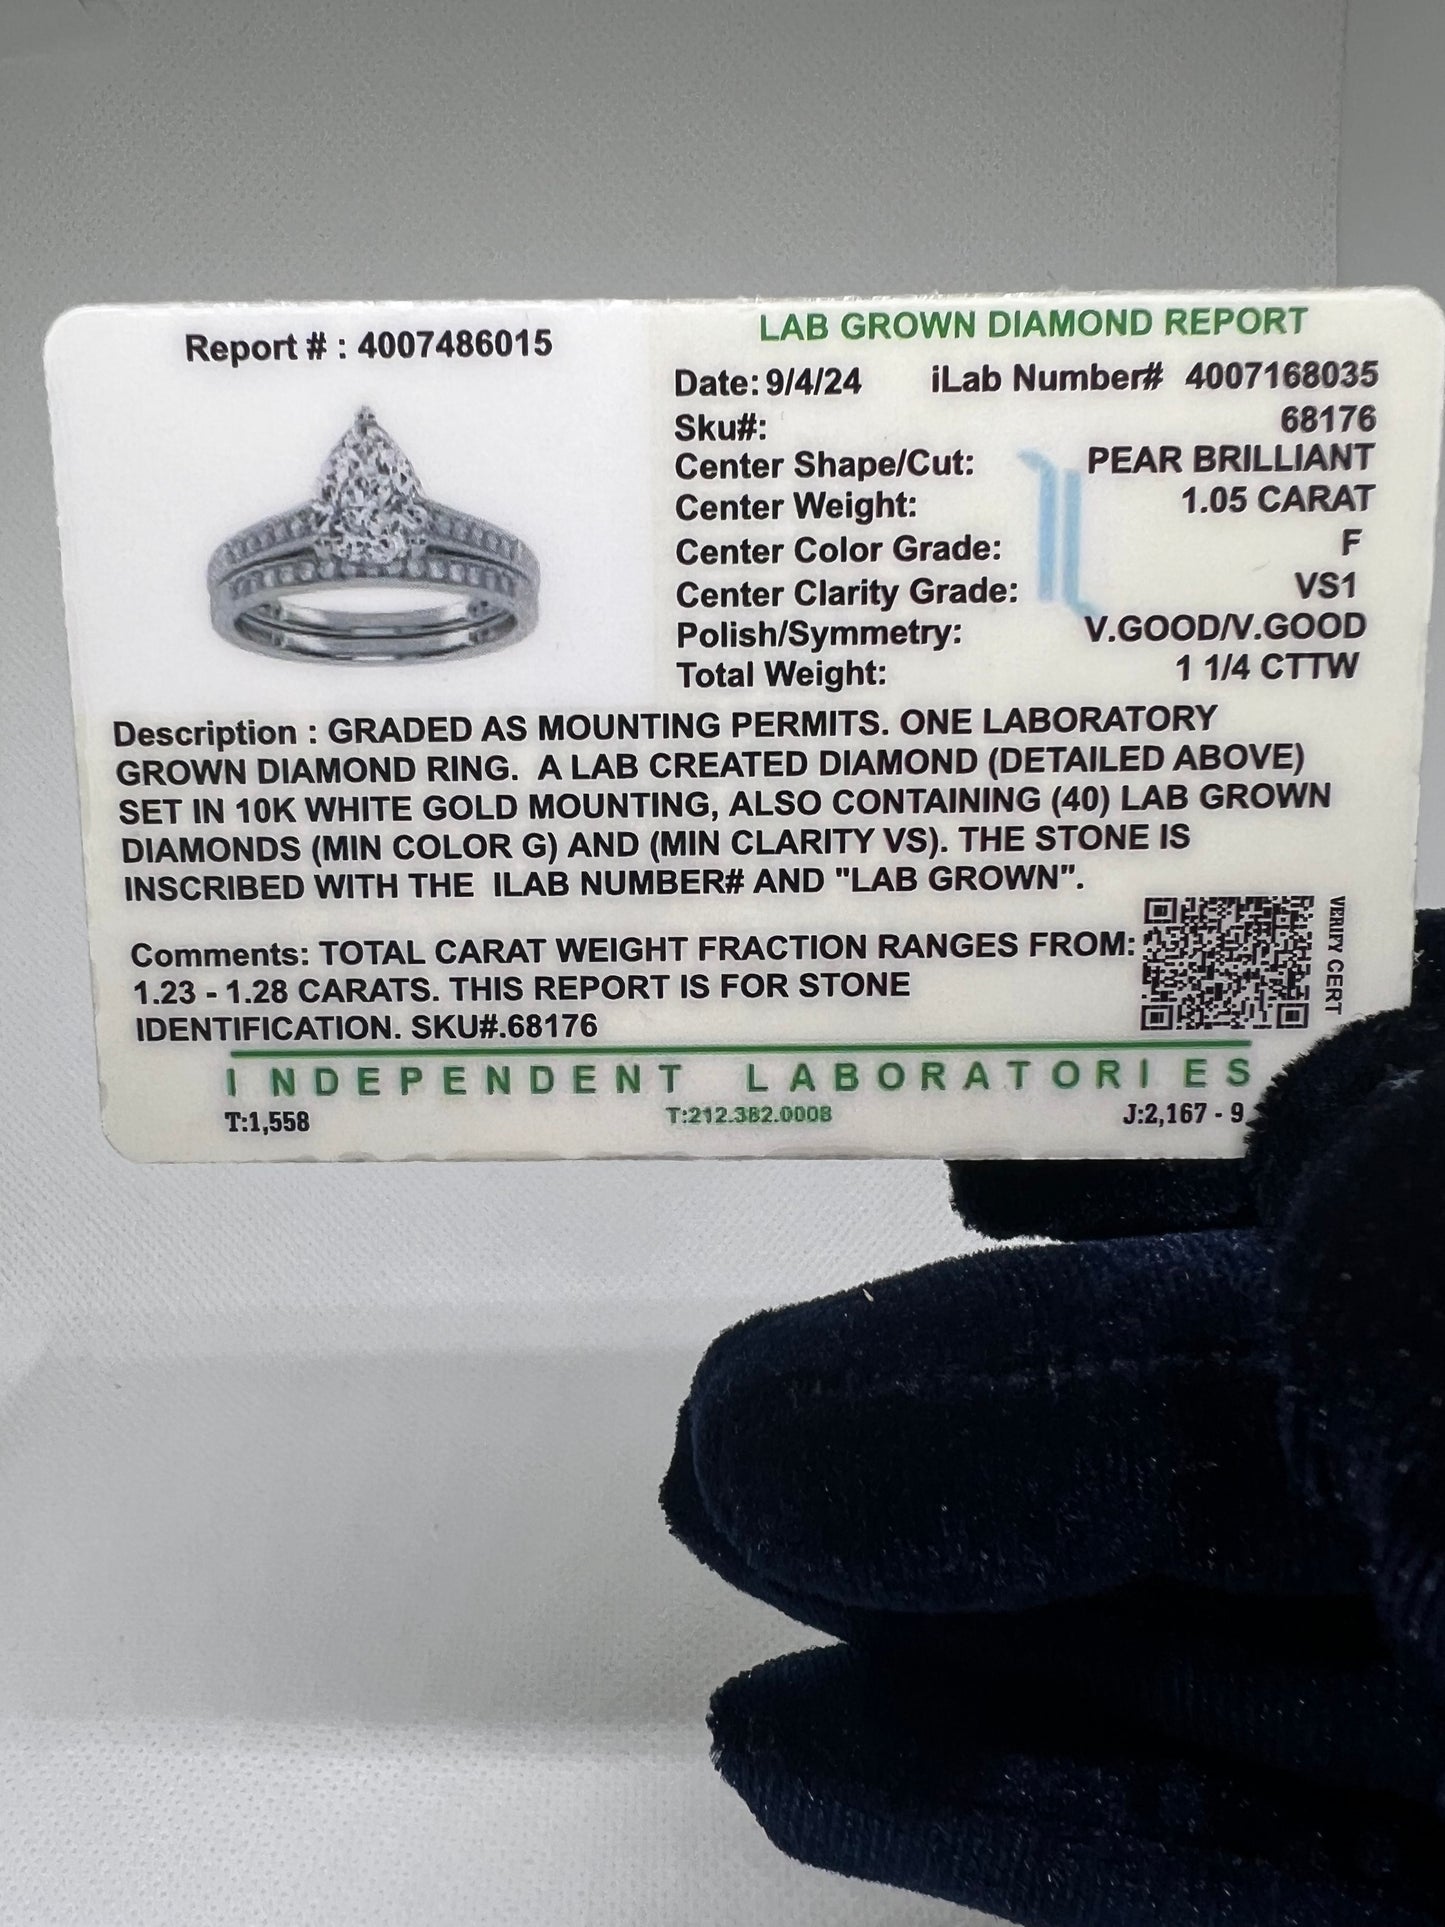 Report # : 4007486015
LAB GROWN DIAMOND REPORT
Date: 9/4/24 iLab Number# 4007168035
Sku#: 68176
Center Shape/Cut: PEAR BRILLIANT
Center Weight: 1.05 CARAT
Center Color Grade: F
Center Clarity Grade: VS1
Polish/Symmetry: V.GOOD/V.GOOD
Total Weight: 1 1/4 CTTW
Description : GRADED AS MOUNTING PERMITS. ONE LABORATORY
GROWN DIAMOND RING. A LAB CREATED DIAMOND (DETAILED ABOVE)
SET IN 10K WHITE GOLD MOUNTING, ALSO CONTAINING (40) LAB GROWN
DIAMONDS (MIN COLOR G) AND (MIN CLARITY VS). THE STONE IS
INSCRIBED WITH THE ILAB NUMBER# AND "LAB GROWN".
Comments: TOTAL CARAT WEIGHT FRACTION RANGES FROM:
1.23 - 1.28 CARATS. THIS REPORT IS FOR STONE
IDENTIFICATION. SKU#.68176
VERIFY CERT
INDEPENDENT LABORATORIES
T:1,558 T:212.382.0008 J:2,167 - 9